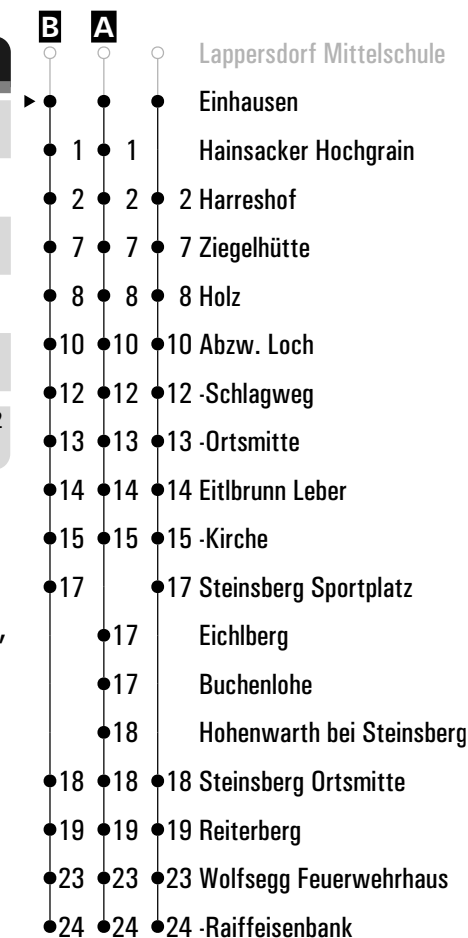 B A
Lappersdorf Mittelschule
Einhausen
1 1 Hainsacker Hochgrain
2 2 2 Harreshof
7 7 7 Ziegelhütte
8 8 8 Holz
10 10 10 Abzw. Loch
12 12 12 -Schlagweg
13 13 13 -Ortsmitte
14 14 14 Eitlbrunn Leber
15 15 15 -Kirche
17 17 Steinsberg Sportplatz
17 Eichlberg
17 Buchenlohe
18 Hohenwarth bei Steinsberg
18 18 18 Steinsberg Ortsmitte
19 19 19 Reiterberg
23 23 23 Wolfsegg Feuerwehrhaus
24 24 24 -Raiffeisenbank